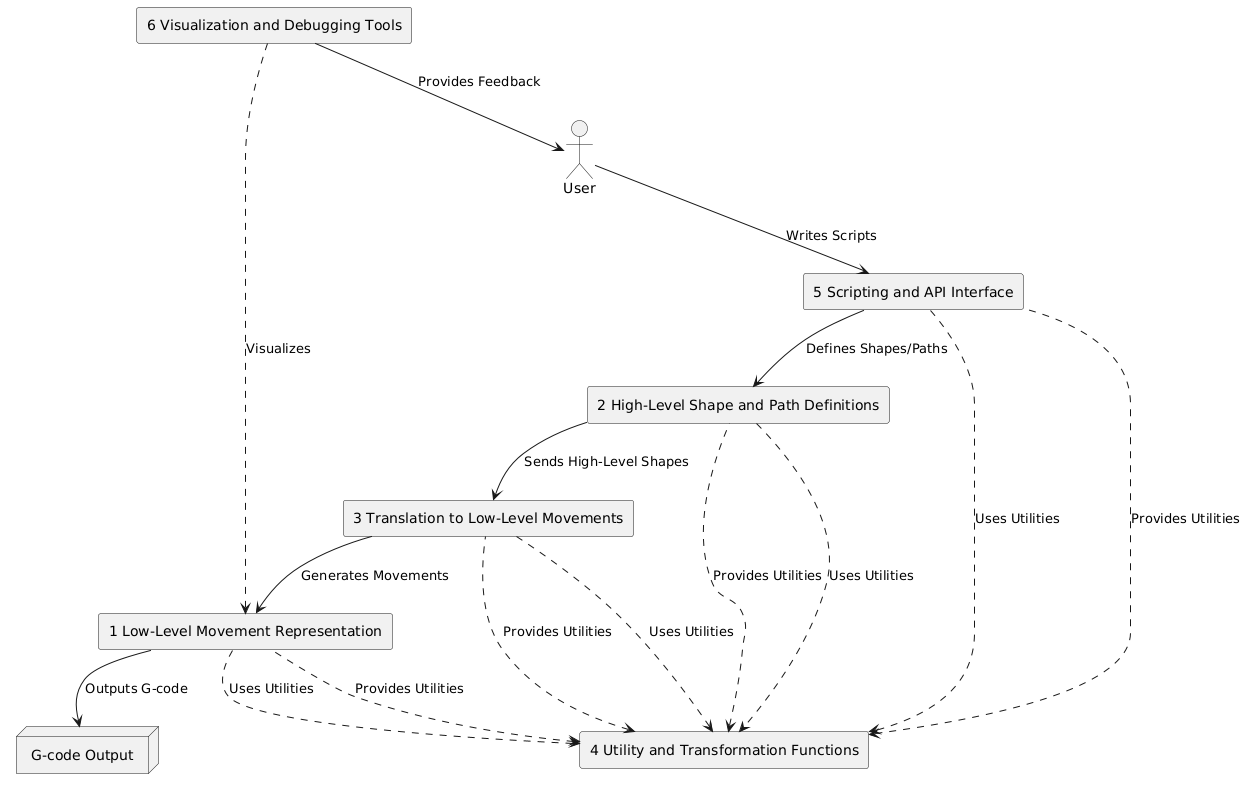 6 Visualization and Debugging Tools
Provides Feedback
User
Writes Scripts
5 Scripting and API Interface
Visualizes
Defines Shapes/Paths
2 High-Level Shape and Path Definitions
Sends High-Level Shapes
3 Translation to Low-Level Movements
Uses Utilities
Provides Utilities
Generates Movements
Provides Utilities
Uses Utilities
1 Low-Level Movement Representation
Provides Utilities
Uses Utilities
Outputs G-code
Uses Utilities
Provides Utilities
G-code Output
4 Utility and Transformation Functions